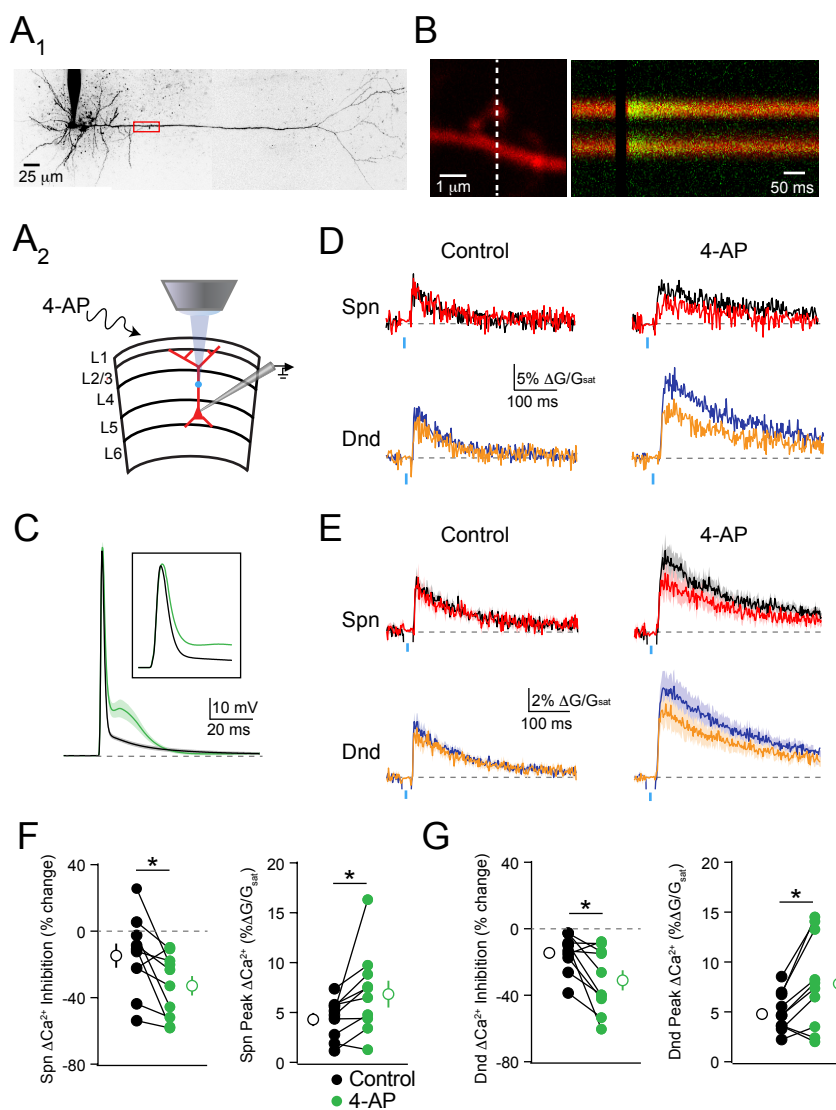 A1
25 μm
B
1 μm
50 ms
A2
4-AP
L1
L2/3
L4
L5
L6
D
Control
4-AP
Spn
5% ΔG/Gsat
100 ms
Dnd
C
10 mV
20 ms
E
Control
4-AP
Spn
2% ΔG/Gsat
100 ms
Dnd
F
Spn ΔCa2+ Inhibition (% change)
40
0
-40
-80
*
Spn Peak ΔCa2+ (%ΔG/Gsat)
20
15
10
5
0
*
Control
4-AP
G
Dnd ΔCa2+ Inhibition (% change)
40
0
-40
-80
*
Dnd Peak ΔCa2+ (%ΔG/Gsat)
20
15
10
5
0
*